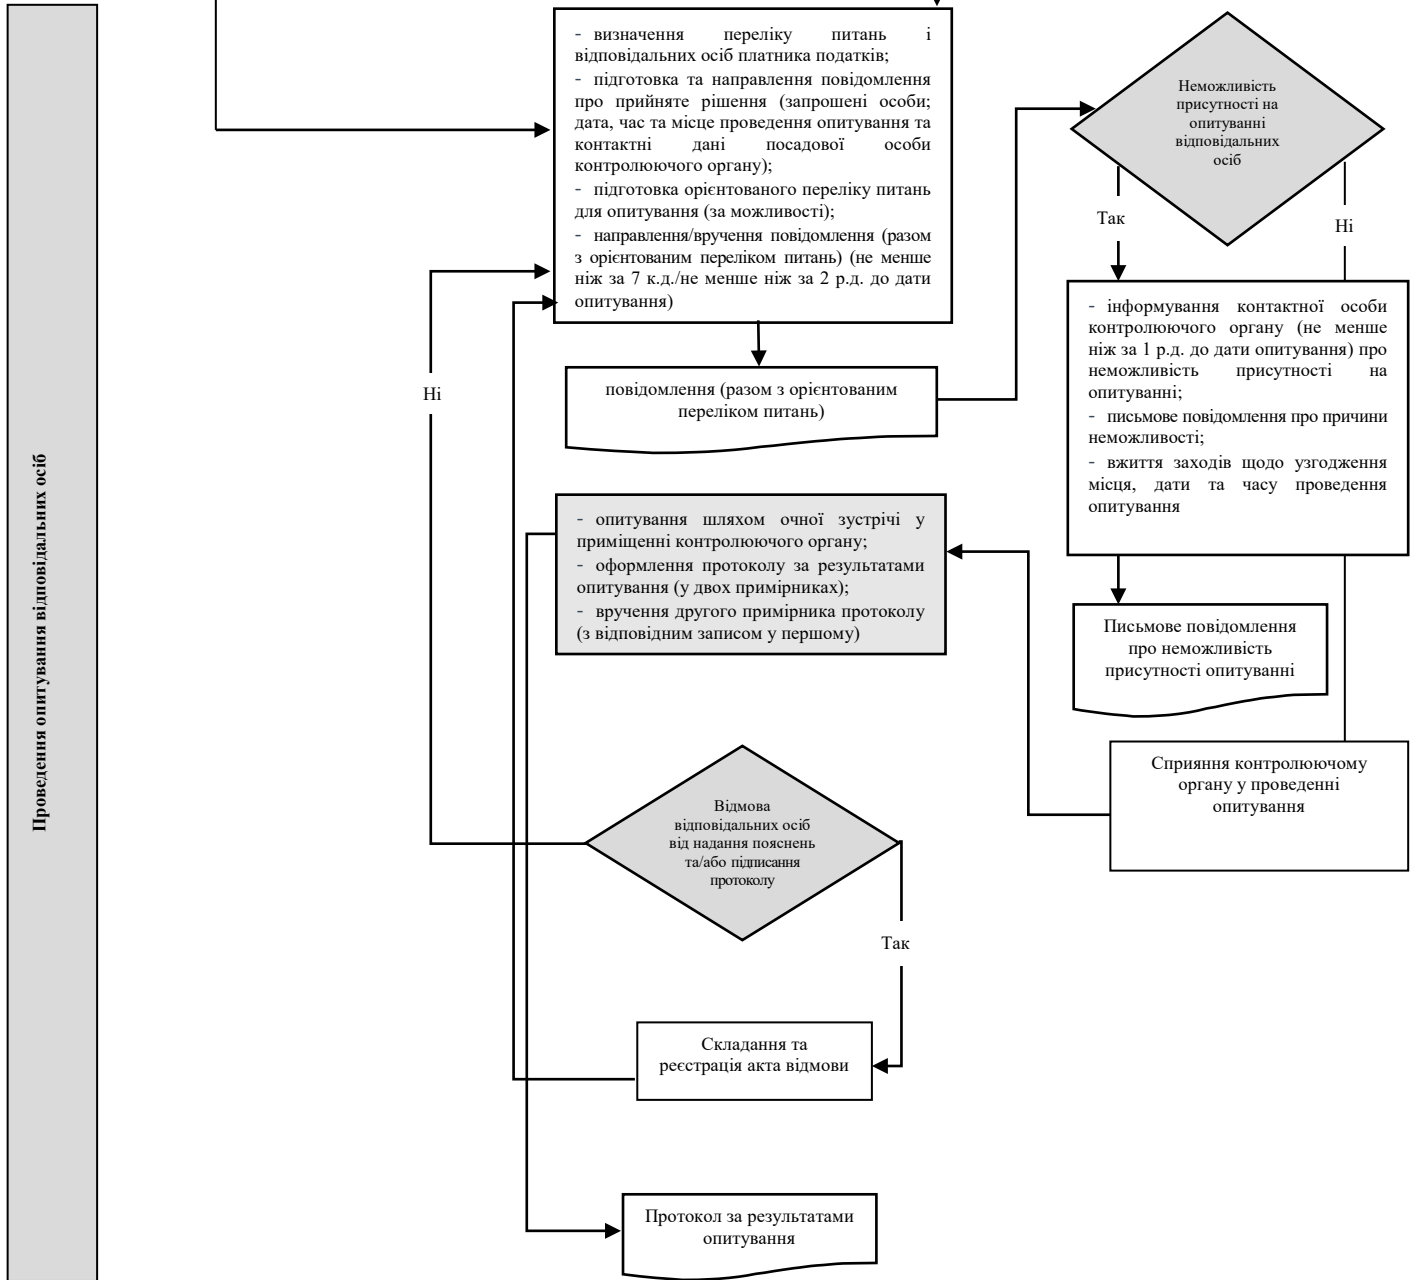 Проведення опитування відповідальних осіб
- визначення переліку питань і
відповідальних осіб платника податків;
- підготовка та направлення повідомлення
про прийняте рішення (запрошені особи;
дата, час та місце проведення опитування та
контактні дані посадової особи
контролюючого органу);
- підготовка орієнтованого переліку питань
для опитування (за можливості);
- направлення/вручення повідомлення (разом
з орієнтованим переліком питань) (не менше
ніж за 7 к.д./не менше ніж за 2 р.д. до дати
опитування)
Неможливість
присутності на
опитуванні
відповідальних
осіб
Так
Ні
- інформування контактної особи
контролюючого органу (не менше
ніж за 1 р.д. до дати опитування) про
неможливість присутності на
опитуванні;
- письмове повідомлення про причини
неможливості;
- вжиття заходів щодо узгодження
місця, дати та часу проведення
опитування
повідомлення (разом з орієнтованим
переліком питань)
Ні
- опитування шляхом очної зустрічі у
приміщенні контролюючого органу;
- оформлення протоколу за результатами
опитування (у двох примірниках);
- вручення другого примірника протоколу
(з відповідним записом у першому)
Письмове повідомлення
про неможливість
присутності опитуванні
Сприяння контролюючому
органу у проведенні
опитування
Відмова
відповідальних осіб
від надання пояснень
та/або підписання
протоколу
Так
Складання та
реєстрація акта відмови
Протокол за результатами
опитування